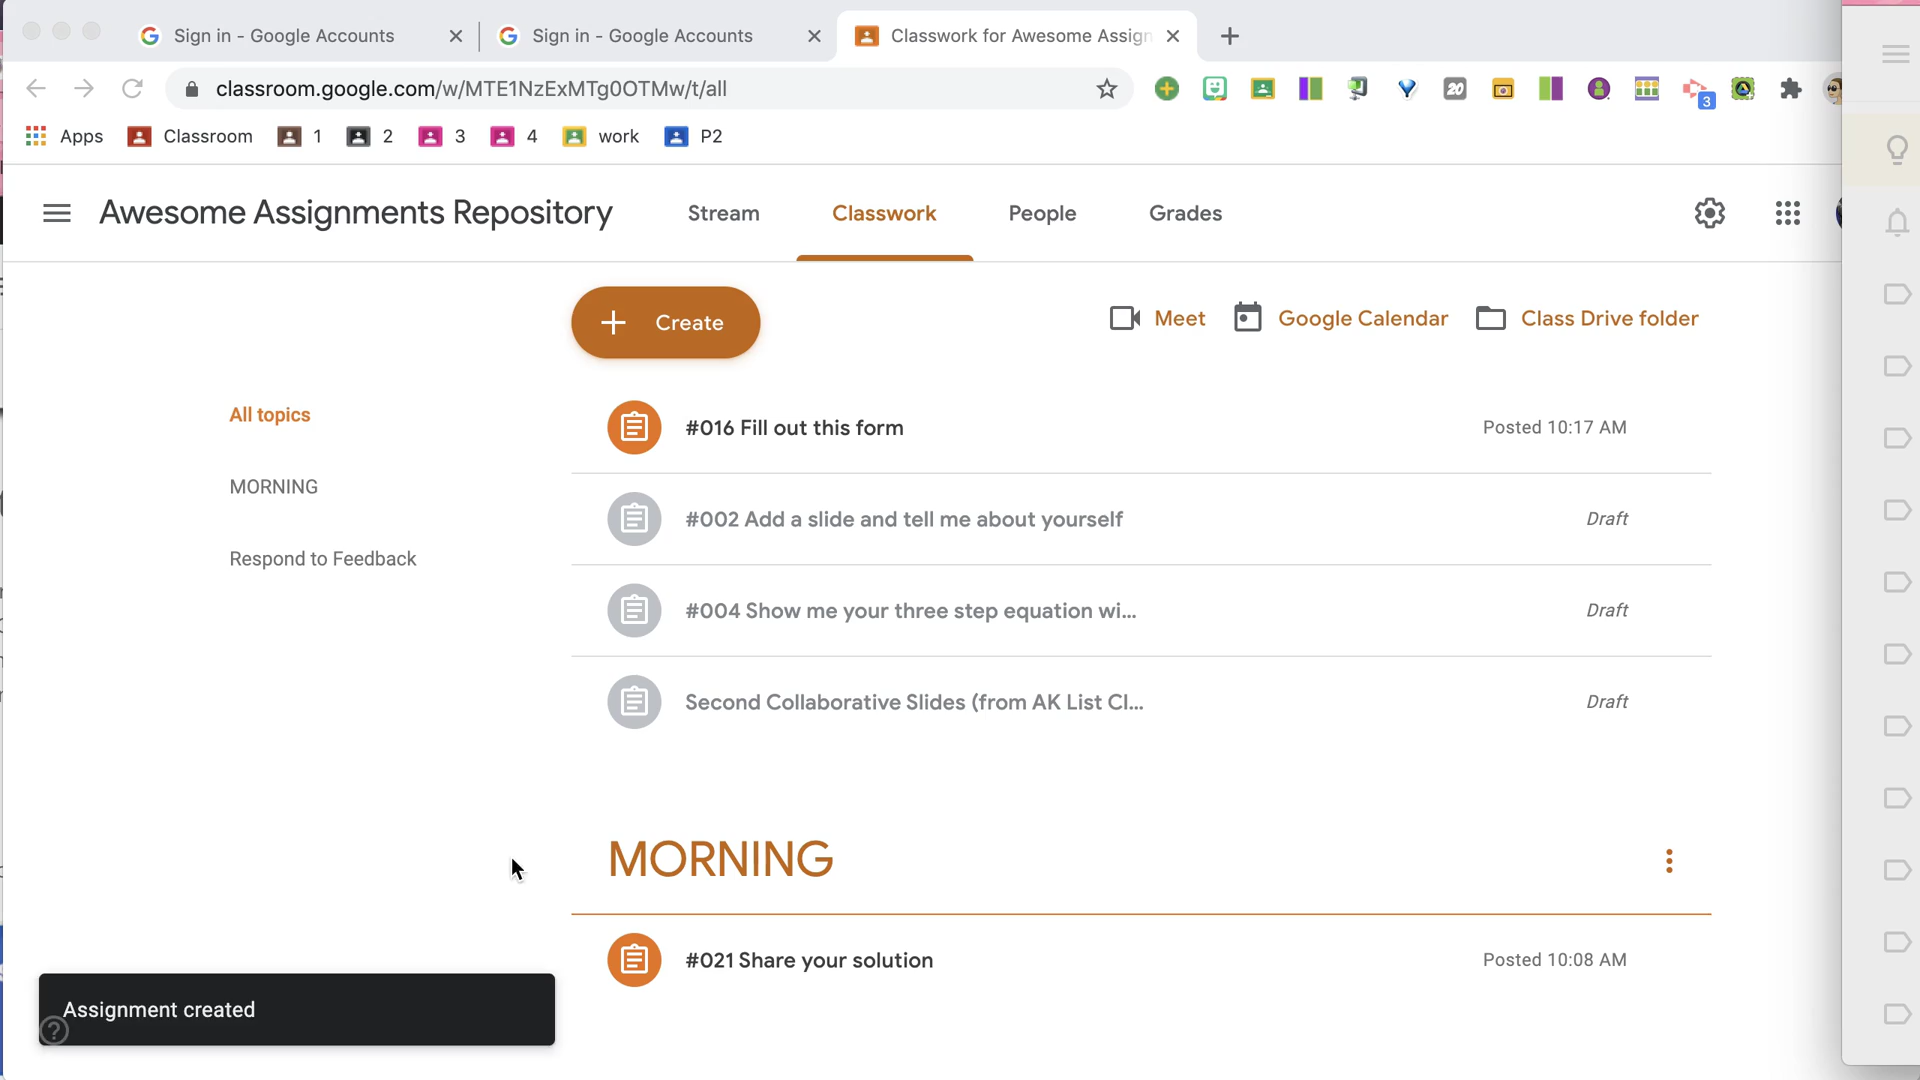 Sign in - Google Accounts
Sign in - Google Accounts
Classwork for Awesome Assign
classroom.google.com/w/MTE1NzExMTg0OTMw/t/all
20
3
Apps
Classroom
1
2
3
4
work
P2
Awesome Assignments Repository
Stream
Classwork
People
Grades
Create
Meet
Google Calendar
Class Drive folder
All topics
MORNING
Respond to Feedback
#016 Fill out this form
Posted 10:17 AM
#002 Add a slide and tell me about yourself
Draft
#004 Show me your three step equation wi...
Draft
Second Collaborative Slides (from AK List Cl...
Draft
MORNING
#021 Share your solution
Posted 10:08 AM
Assignment created
?